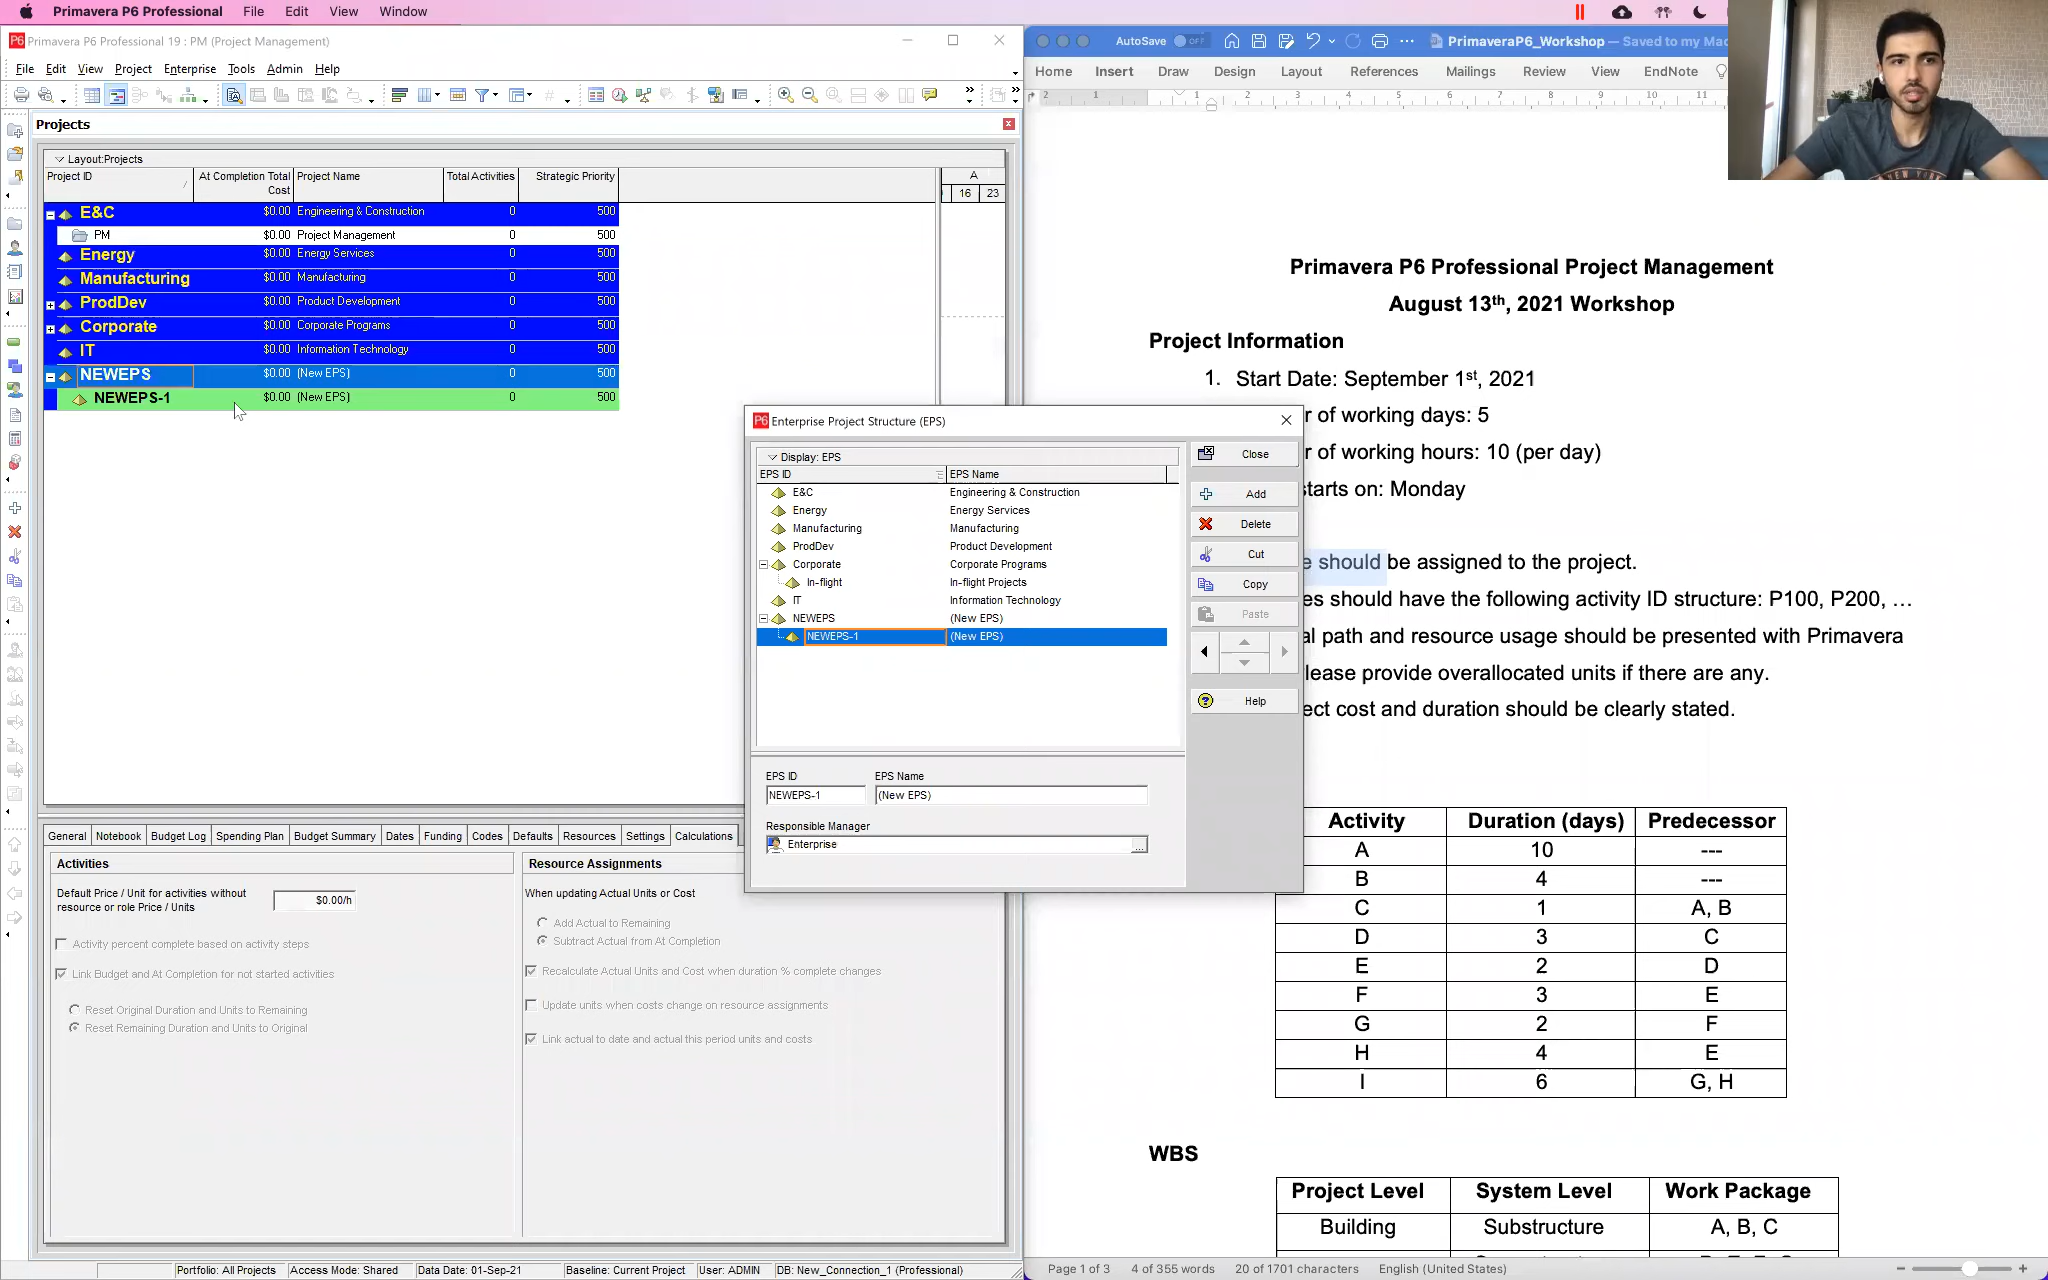 Primavera P6 Professional File Edit View Window
Primavera P6 Professional 19 : PM (Project Management)
File Edit View Project Enterprise Tools Admin Help
Projects
Layout:Projects
Project ID At Completion Total Cost Project Name Total Activities Strategic Priority
A
16 23
E&C $0.00 Engineering & Construction 0 500
PM $0.00 Project Management 0 500
Energy $0.00 Energy Services 0 500
Manufacturing $0.00 Manufacturing 0 500
ProdDev $0.00 Product Development 0 500
Corporate $0.00 Corporate Programs 0 500
IT $0.00 Information Technology 0 500
NEWEPS $0.00 (New EPS) 0 500
NEWEPS-1 $0.00 (New EPS) 0 500
General Notebook Budget Log Spending Plan Budget Summary Dates Funding Codes Defaults Resources Settings Calculations
Activities
Default Price / Unit for activities without
resource or role Price / Units
$0.00/h
Activity percent complete based on activity steps
Link Budget and At Completion for not started activities
Reset Original Duration and Units to Remaining
Reset Remaining Duration and Units to Original
Resource Assignments
When updating Actual Units or Cost
Add Actual to Remaining
Subtract Actual from At Completion
Recalculate Actual Units and Cost when duration % complete changes
Update units when costs change on resource assignments
Link actual to date and actual this period units and costs
Portfolio: All Projects Access Mode: Shared Data Date: 01-Sep-21 Baseline: Current Project User: ADMIN DB: New_Connection_1 (Professional)
Enterprise Project Structure (EPS)
Display: EPS
EPS ID EPS Name
E&C Engineering & Construction
Energy Energy Services
Manufacturing Manufacturing
ProdDev Product Development
Corporate Corporate Programs
In-flight In-flight Projects
IT Information Technology
NEWEPS (New EPS)
NEWEPS-1 (New EPS)
EPS ID EPS Name
NEWEPS-1 (New EPS)
Responsible Manager
Enterprise
...
Close
Add
Delete
Cut
Copy
Paste
Help
AutoSave OFF PrimaveraP6_Workshop — Saved to my Mac
Home Insert Draw Design Layout References Mailings Review View EndNote
2 1 1 2 3 4 5 6 7 8 9 10 11
Primavera P6 Professional Project Management
August 13th, 2021 Workshop
Project Information
1. Start Date: September 1st, 2021
r of working days: 5
r of working hours: 10 (per day)
starts on: Monday
e should be assigned to the project.
es should have the following activity ID structure: P100, P200, …
al path and resource usage should be presented with Primavera
lease provide overallocated units if there are any.
ect cost and duration should be clearly stated.
Activity Duration (days) Predecessor
A 10 ---
B 4 ---
C 1 A, B
D 3 C
E 2 D
F 3 E
G 2 F
H 4 E
I 6 G, H
WBS
Project Level System Level Work Package
Building Substructure A, B, C
Page 1 of 3 4 of 355 words 20 of 1701 characters English (United States)